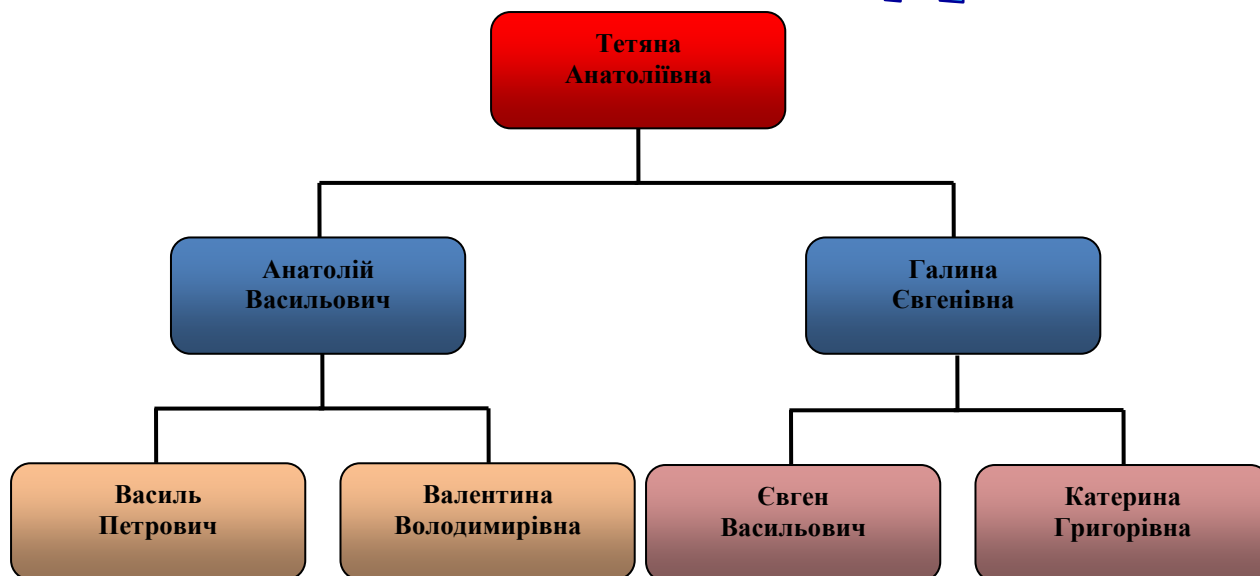 Тетяна
Анатоліївна
Анатолій
Васильович
Галина
Євгенівна
Василь
Петрович
Валентина
Володимирівна
Євген
Васильович
Катерина
Григорівна